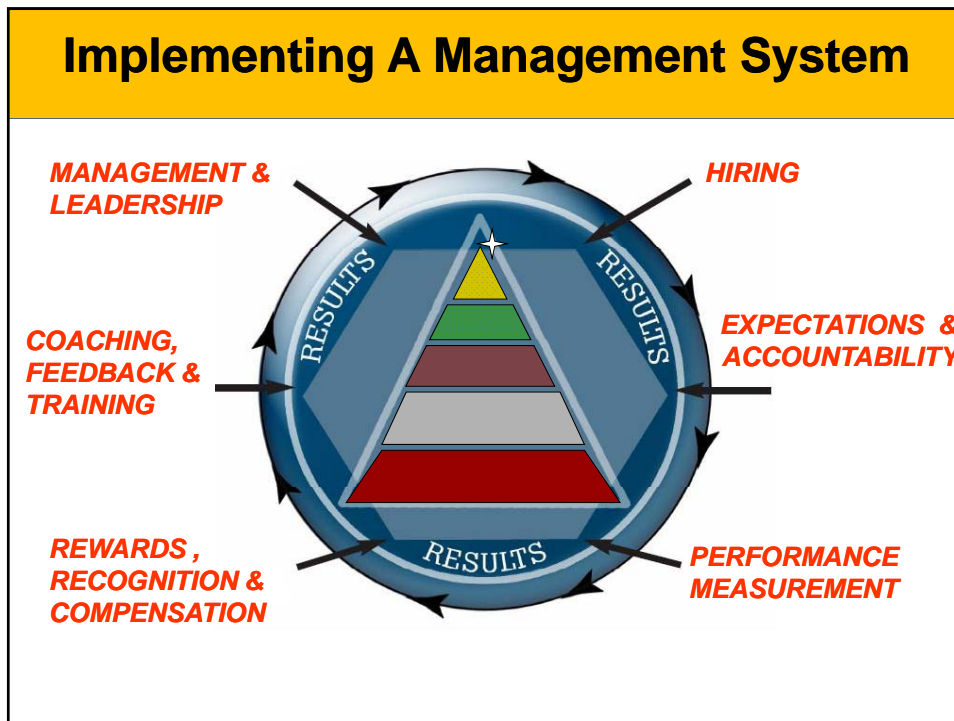 Implementing A Management System
MANAGEMENT &
LEADERSHIP
HIRING
RESULTS
RESULTS
EXPECTATIONS &
ACCOUNTABILITY
COACHING,
FEEDBACK &
TRAINING
REWARDS ,
RECOGNITION &
COMPENSATION
RESULTS
PERFORMANCE
MEASUREMENT